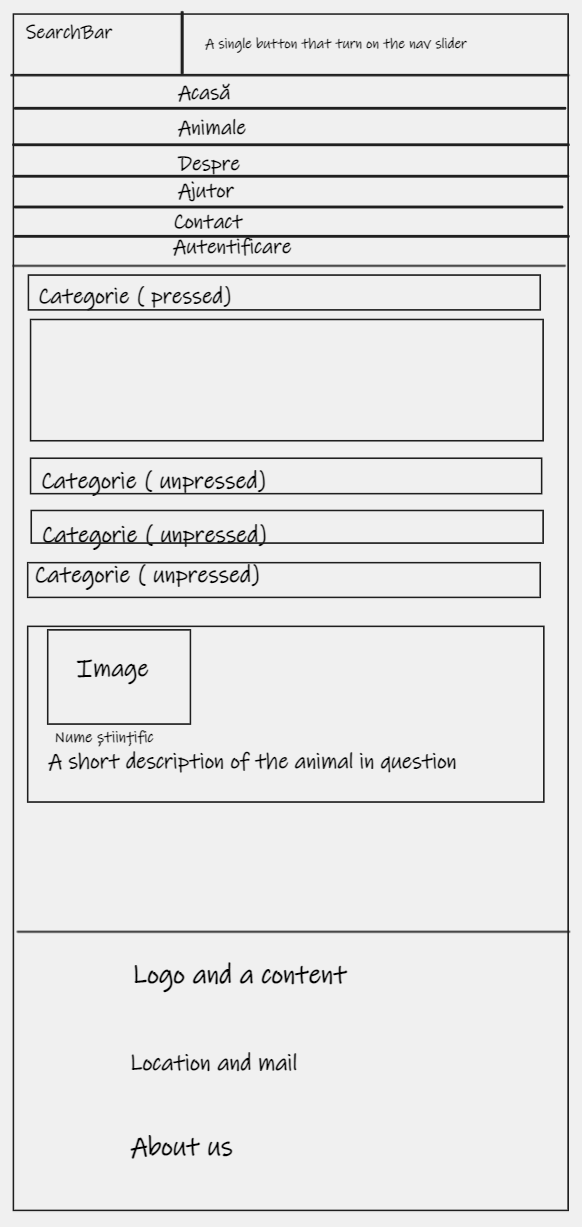 SearchBar
A single button that turn on the nav slider
Acasă
Animale
Despre
Ajutor
Contact
Autentificare
Categorie ( pressed)
Categorie ( unpressed)
Categorie ( unpressed)
Categorie ( unpressed)
Image
Nume științific
A short description of the animal in question
Logo and a content
Location and mail
About us